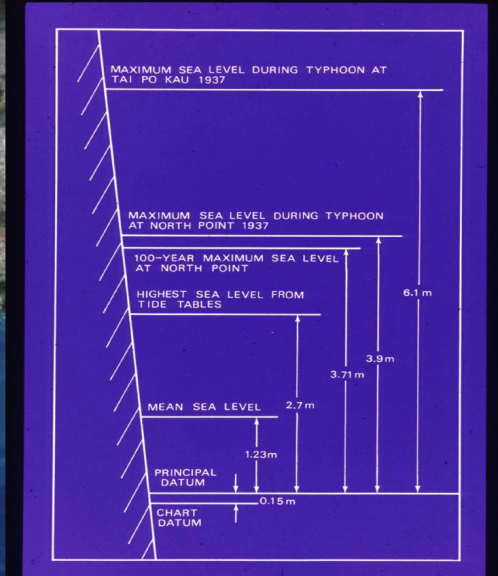 MAXIMUM SEA LEVEL DURING TYPHOON AT
TAI PO KAU 1937
MAXIMUM SEA LEVEL DURING TYPHOON
AT NORTH POINT 1937
100-YEAR MAXIMUM SEA LEVEL
AT NORTH POINT
HIGHEST SEA LEVEL FROM
TIDE TABLES
6.1 m
3.9 m
3.71 m
2.7 m
MEAN SEA LEVEL
1.23m
PRINCIPAL
DATUM
0.15 m
CHART
DATUM